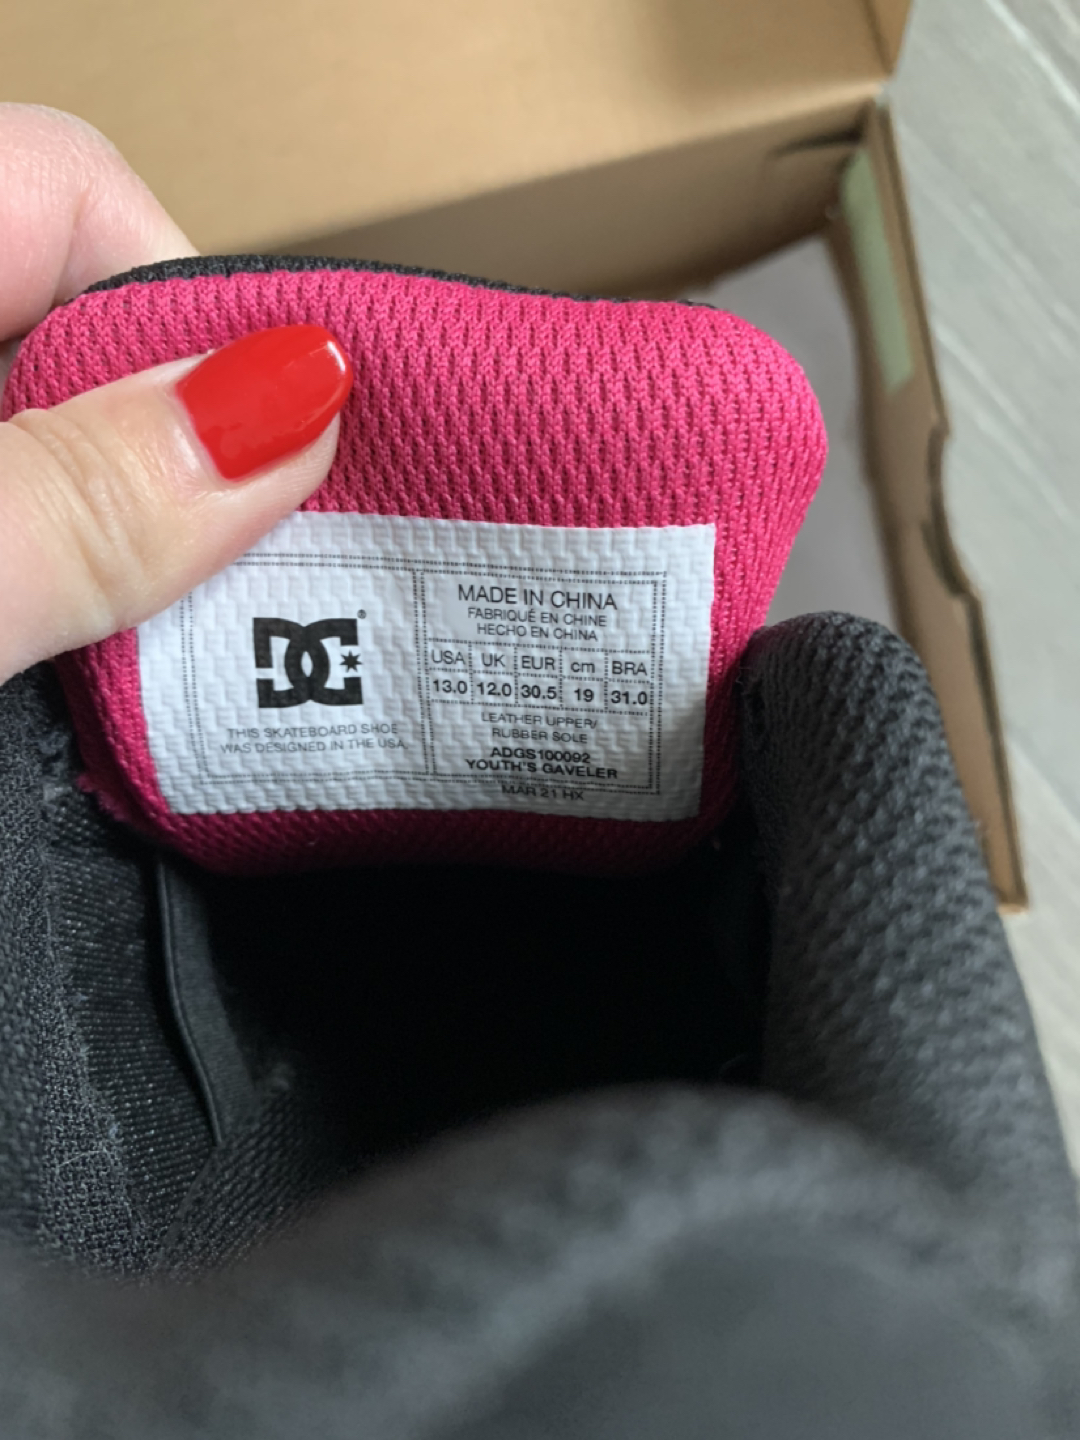 DC®
THIS SKATEBOARD SHOE
WAS DESIGNED IN THE USA.
MADE IN CHINA
FABRIQUÉ EN CHINE
HECHO EN CHINA
USA UK EUR cm BRA
13.0 12.0 30.5 19 31.0
LEATHER UPPER/
RUBBER SOLE
ADGS100092
YOUTH'S GAVELER
MAR 21 HX